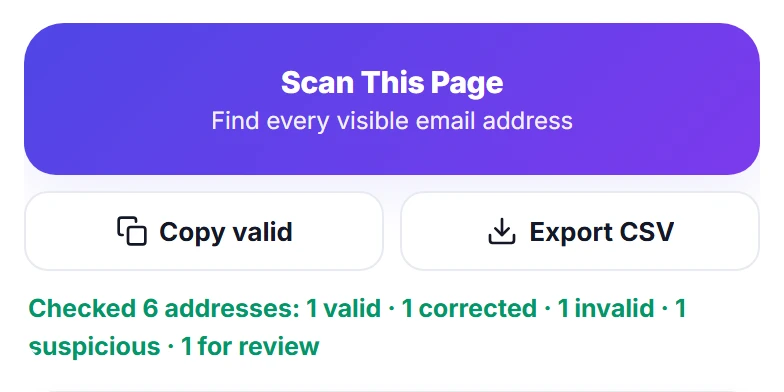 Scan This Page
Find every visible email address
Copy valid
Export CSV
Checked 6 addresses: 1 valid · 1 corrected · 1 invalid · 1
suspicious · 1 for review